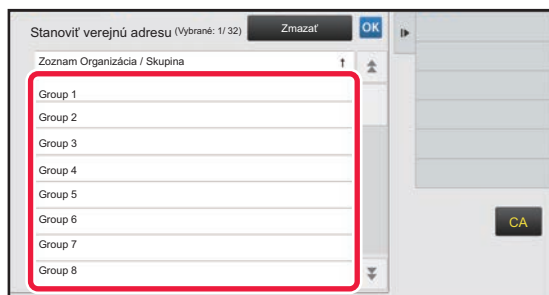 Stanoviť verejnú adresu (Vybrané: 1/ 32) Zmazať OK
Zoznam Organizácia / Skupina
Group 1
Group 2
Group 3
Group 4
Group 5
Group 6
Group 7
Group 8
CA